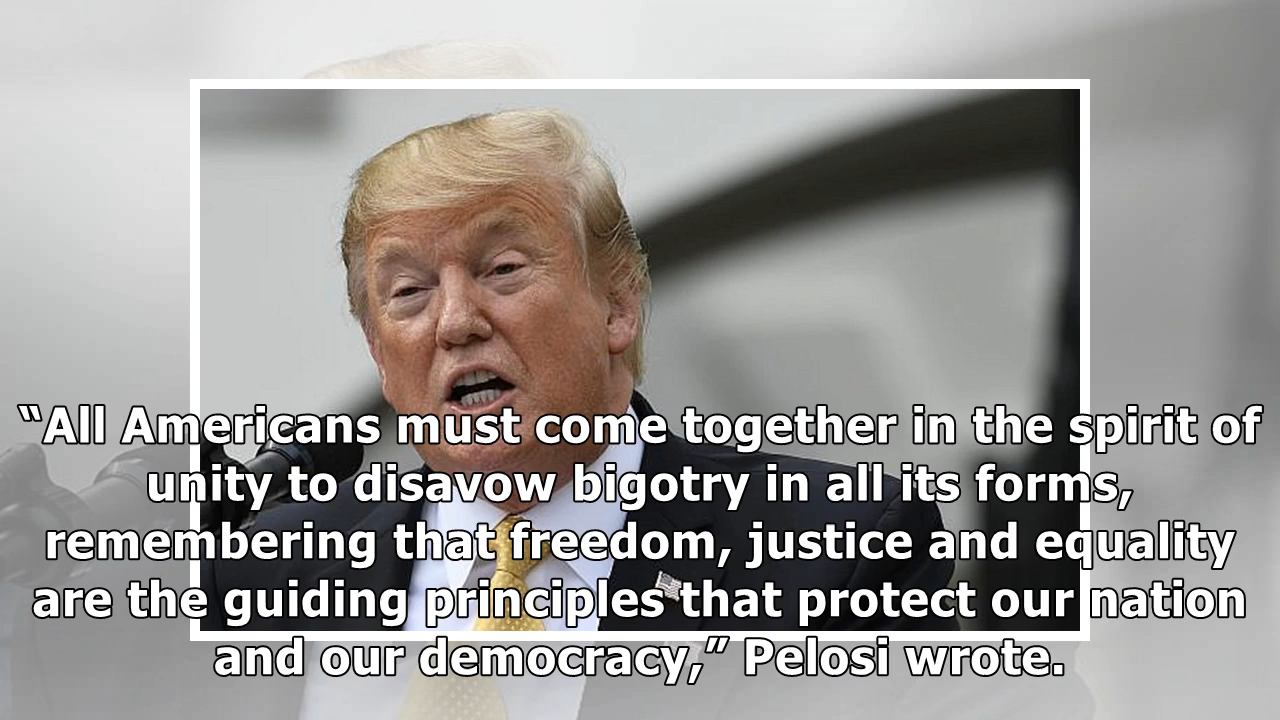 “All Americans must come together in the spirit of
unity to disavow bigotry in all its forms,
remembering that freedom, justice and equality
are the guiding principles that protect our nation
and our democracy,” Pelosi wrote.